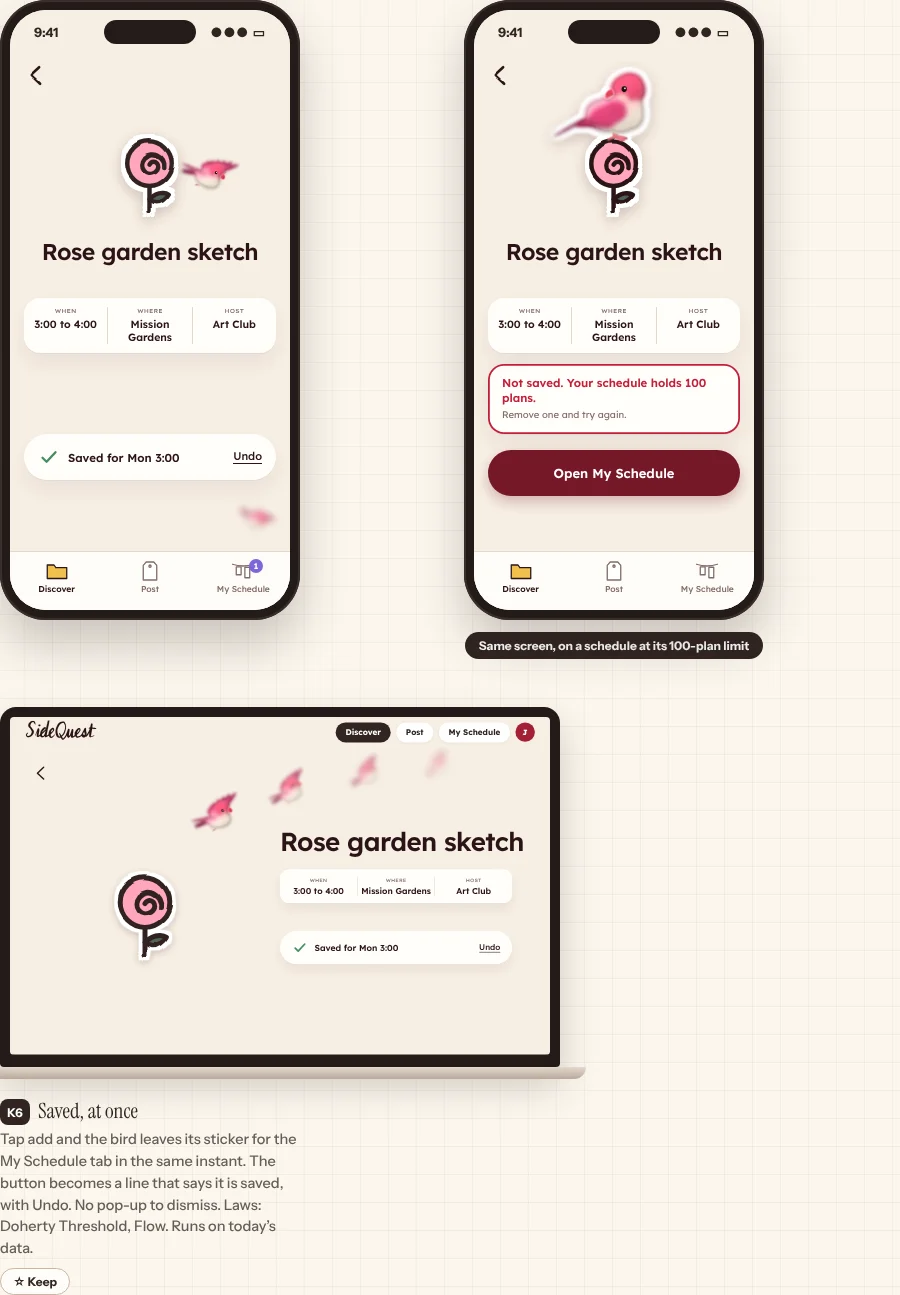 9:41
Rose garden sketch
WHEN
3:00 to 4:00
WHERE
Mission
Gardens
HOST
Art Club
Saved for Mon 3:00
Undo
1
Discover
Post
My Schedule
9:41
Rose garden sketch
WHEN
3:00 to 4:00
WHERE
Mission
Gardens
HOST
Art Club
Not saved. Your schedule holds 100
plans.
Remove one and try again.
Open My Schedule
Discover
Post
My Schedule
Same screen, on a schedule at its 100-plan limit
SideQuest
Discover
Post
My Schedule
J
Rose garden sketch
WHEN
3:00 to 4:00
WHERE
Mission Gardens
HOST
Art Club
Saved for Mon 3:00
Undo
K6 Saved, at once
Tap add and the bird leaves its sticker for the
My Schedule tab in the same instant. The
button becomes a line that says it is saved,
with Undo. No pop-up to dismiss. Laws:
Doherty Threshold, Flow. Runs on today's
data.
☆ Keep